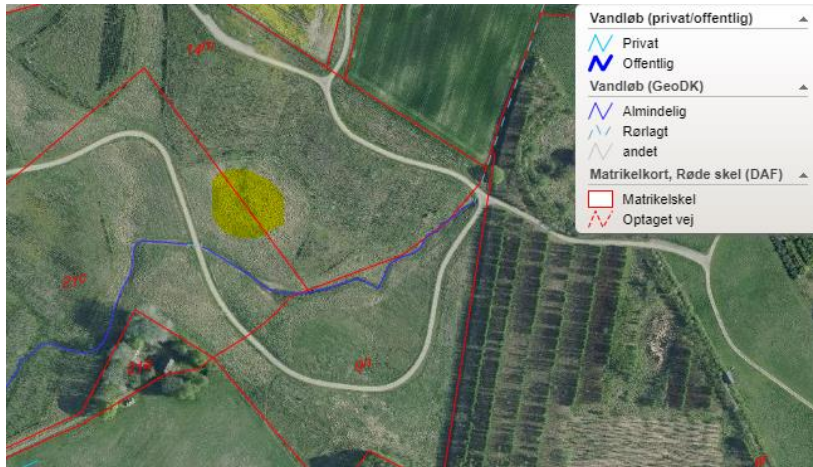 Vandløb (privat/offentlig)
Privat
Offentlig
Vandløb (GeoDK)
Almindelig
Rørlagt
andet
Matrikelkort, Røde skel (DAF)
Matrikelskel
Optaget vej